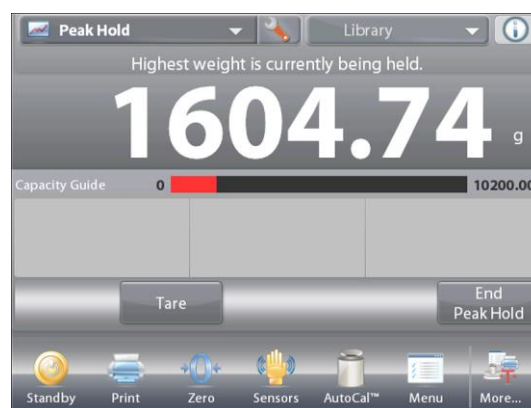 Peak Hold Library
Highest weight is currently being held.
1604.74 g
Capacity Guide 0 10200.00
Tare
End
Peak Hold
Standby Print Zero Sensors AutoCal™ Menu More...